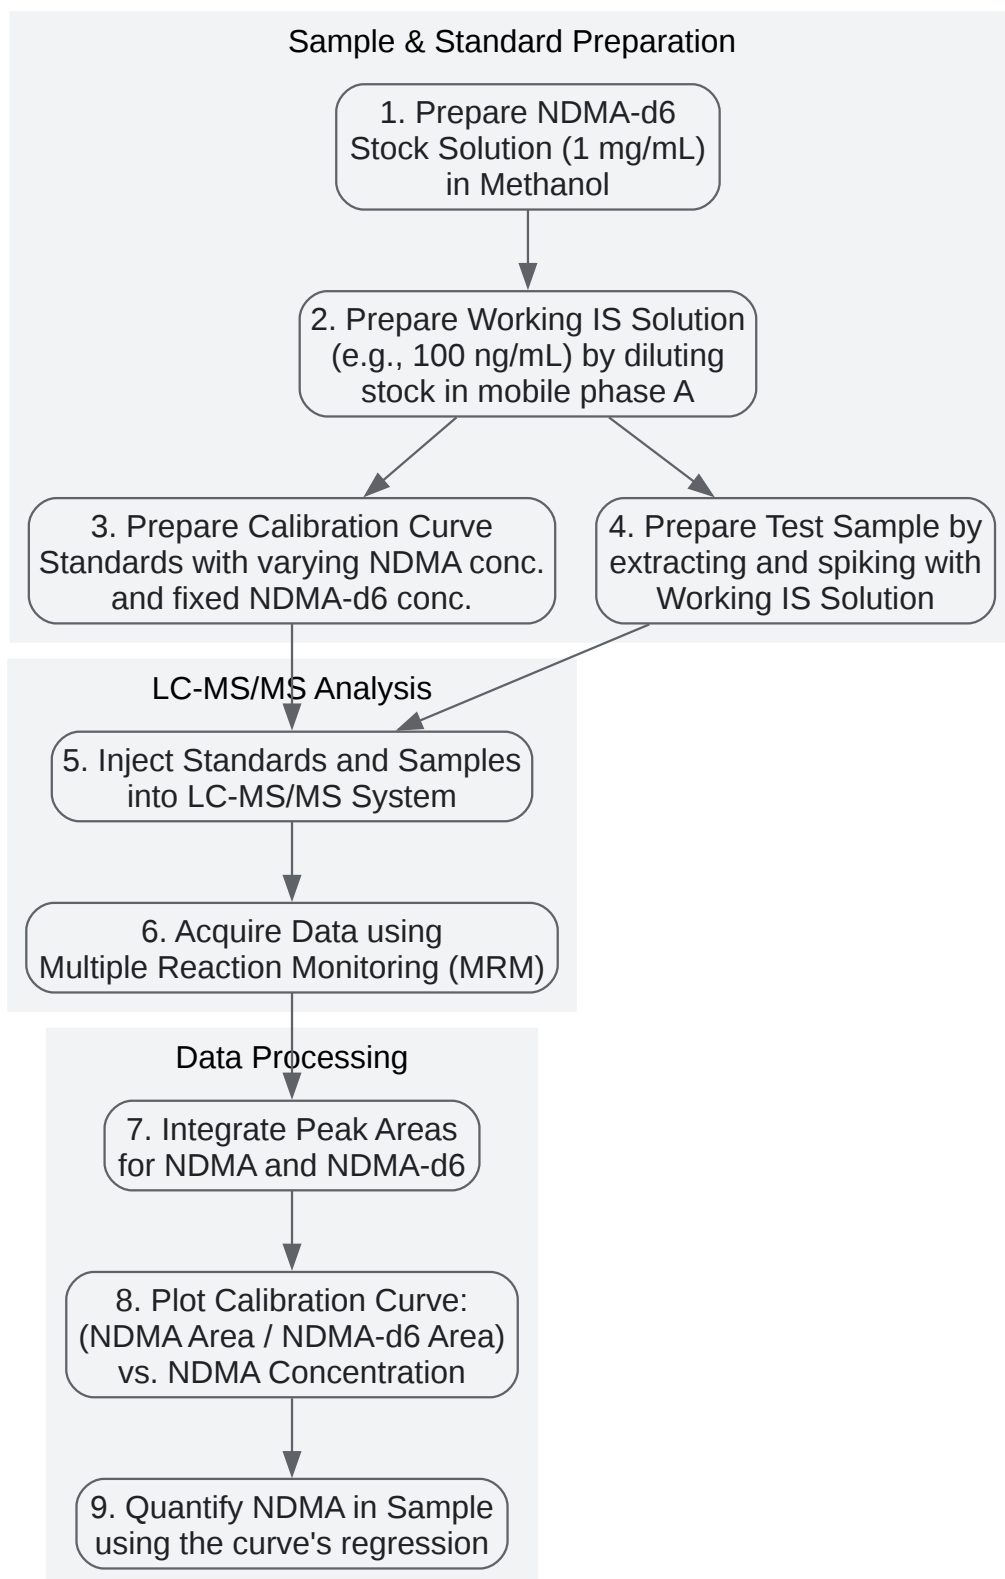 Sample & Standard Preparation
1. Prepare NDMA-d6
Stock Solution (1 mg/mL)
in Methanol
2. Prepare Working IS Solution
(e.g., 100 ng/mL) by diluting
stock in mobile phase A
3. Prepare Calibration Curve
Standards with varying NDMA conc.
and fixed NDMA-d6 conc.
4. Prepare Test Sample by
extracting and spiking with
Working IS Solution
LC-MS/MS Analysis
5. Inject Standards and Samples
into LC-MS/MS System
6. Acquire Data using
Multiple Reaction Monitoring (MRM)
Data Processing
7. Integrate Peak Areas
for NDMA and NDMA-d6
8. Plot Calibration Curve:
(NDMA Area / NDMA-d6 Area)
vs. NDMA Concentration
9. Quantify NDMA in Sample
using the curve's regression